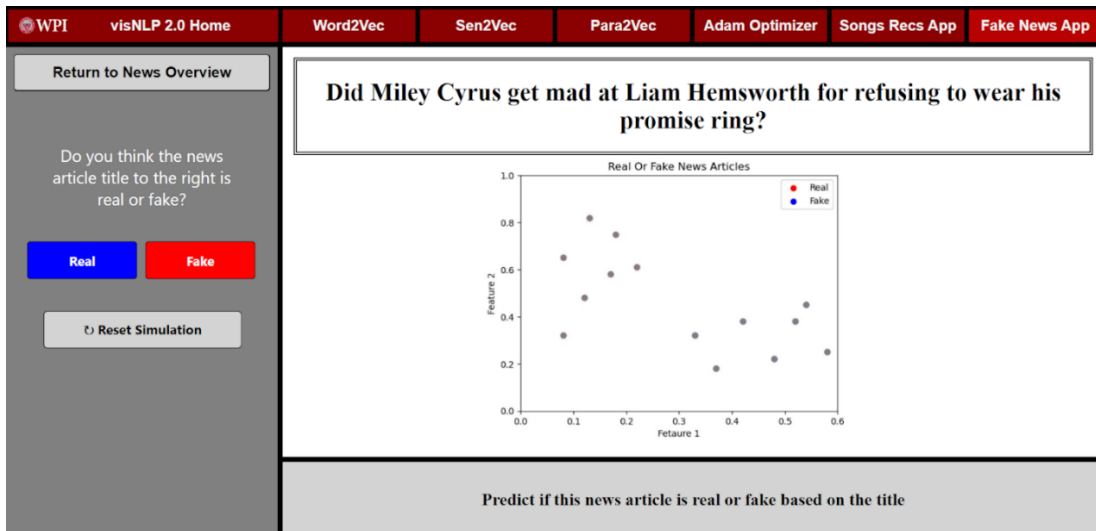 WPI visNLP 2.0 Home Word2Vec Sen2Vec Para2Vec Adam Optimizer Songs Recs App Fake News App
Return to News Overview
Do you think the news
article title to the right is
real or fake?
Real Fake
↻ Reset Simulation
Did Miley Cyrus get mad at Liam Hemsworth for refusing to wear his
promise ring?
Real Or Fake News Articles
Real
Fake
1.0
0.8
0.6
0.4
0.2
0.0
Feature 2
0.0 0.1 0.2 0.3 0.4 0.5 0.6
Fetaure 1
Predict if this news article is real or fake based on the title